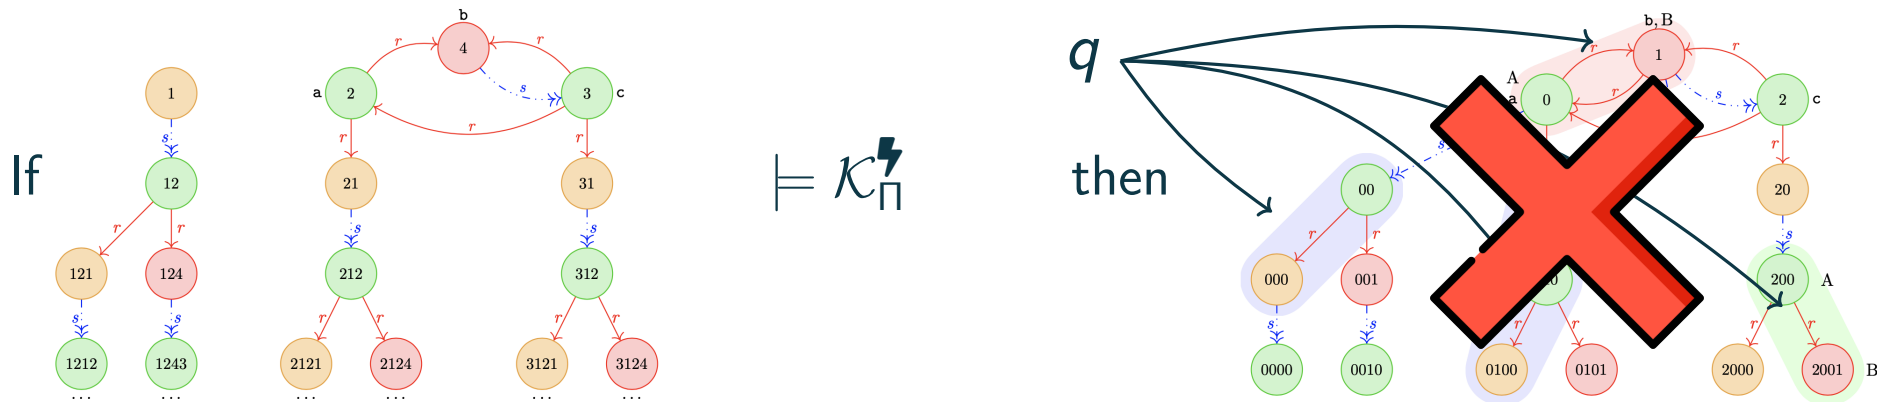 If
b
4
r
r
1
a
2
s
3
c
r
s
r
r
12
21
31
r
r
s
s
121
124
212
312
s
s
r
r
r
r
1212
1243
2121
2124
3121
3124
... ... ... ... ... ...
⊨ 𝒦 Π
q
then
b, B
r
1
r
A
a
0
r
s
2
c
s
r
00
20
r
r
s
000
001
200
A
s
s
r
r
r
r
0000
0010
0100
0101
2000
2001
B